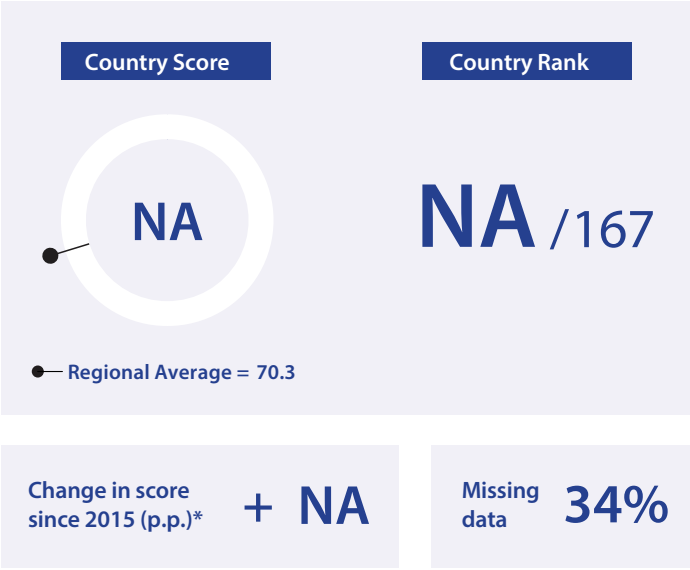 Country Score
Country Rank
NA
NA /167
Regional Average = 70.3
Change in score
since 2015 (p.p.)*
+ NA
Missing
data
34%